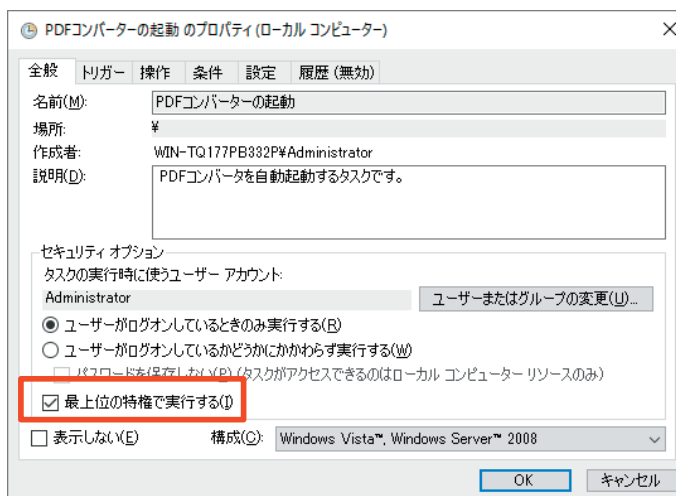 PDFコンバーターの起動 のプロパティ (ローカル コンピューター)
全般 トリガー 操作 条件 設定 履歴 (無効)
名前(M): PDFコンバーターの起動
場所: ¥
作成者: WIN-TQ177PB332P¥Administrator
説明(D): PDFコンバータを自動起動するタスクです。
セキュリティ オプション
タスクの実行時に使うユーザー アカウント:
Administrator ユーザーまたはグループの変更(U)...
ユーザーがログオンしているときのみ実行する(R)
ユーザーがログオンしているかどうかにかかわらず実行する(W)
パスワードを保存しない(P) (タスクがアクセスできるのはローカル コンピューター リソースのみ)
最上位の特権で実行する(I)
表示しない(E) 構成(C): Windows Vista™, Windows Server™ 2008
OK キャンセル